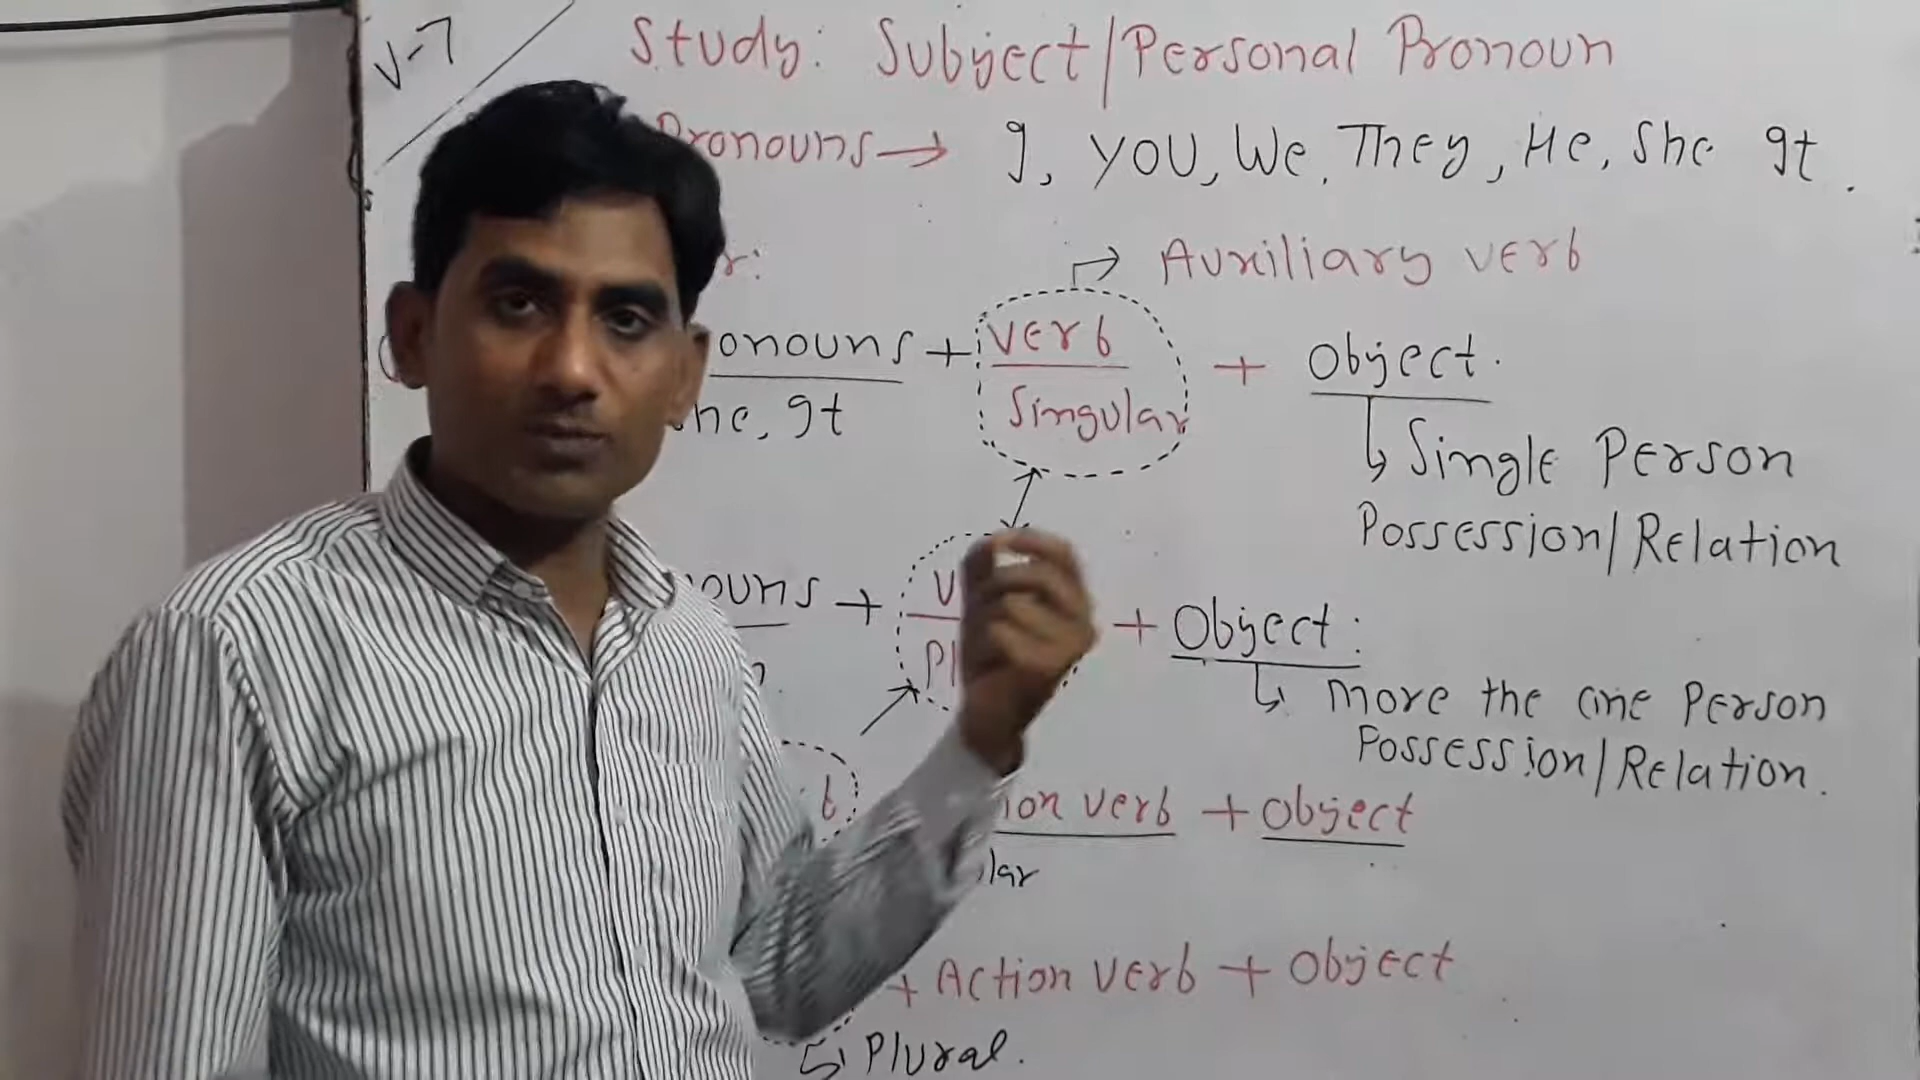 V-7
Study: Subject/Personal Pronoun
Pronouns → I, YOU, We, They, He, She It.
r:
→ Auxiliary verb
onouns + verb + Object.
he, It Singular
↳ Single Person
Possession/Relation
ouns + + Object:
↳ More the one Person
Possession/Relation.
ion verb + Object
lar
+ Action verb + Object
↳ Plural.